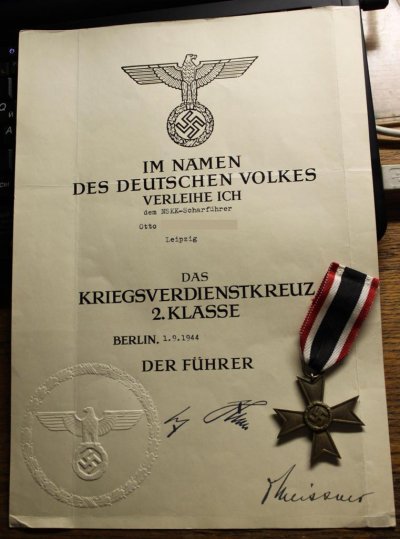 IM NAMEN
DES DEUTSCHEN VOLKES
VERLEIHE ICH
dem NSKK-Scharführer
Otto
Leipzig
DAS
KRIEGSVERDIENSTKREUZ
2. KLASSE
BERLIN, 1.9.1944
DER FÜHRER
Meissner